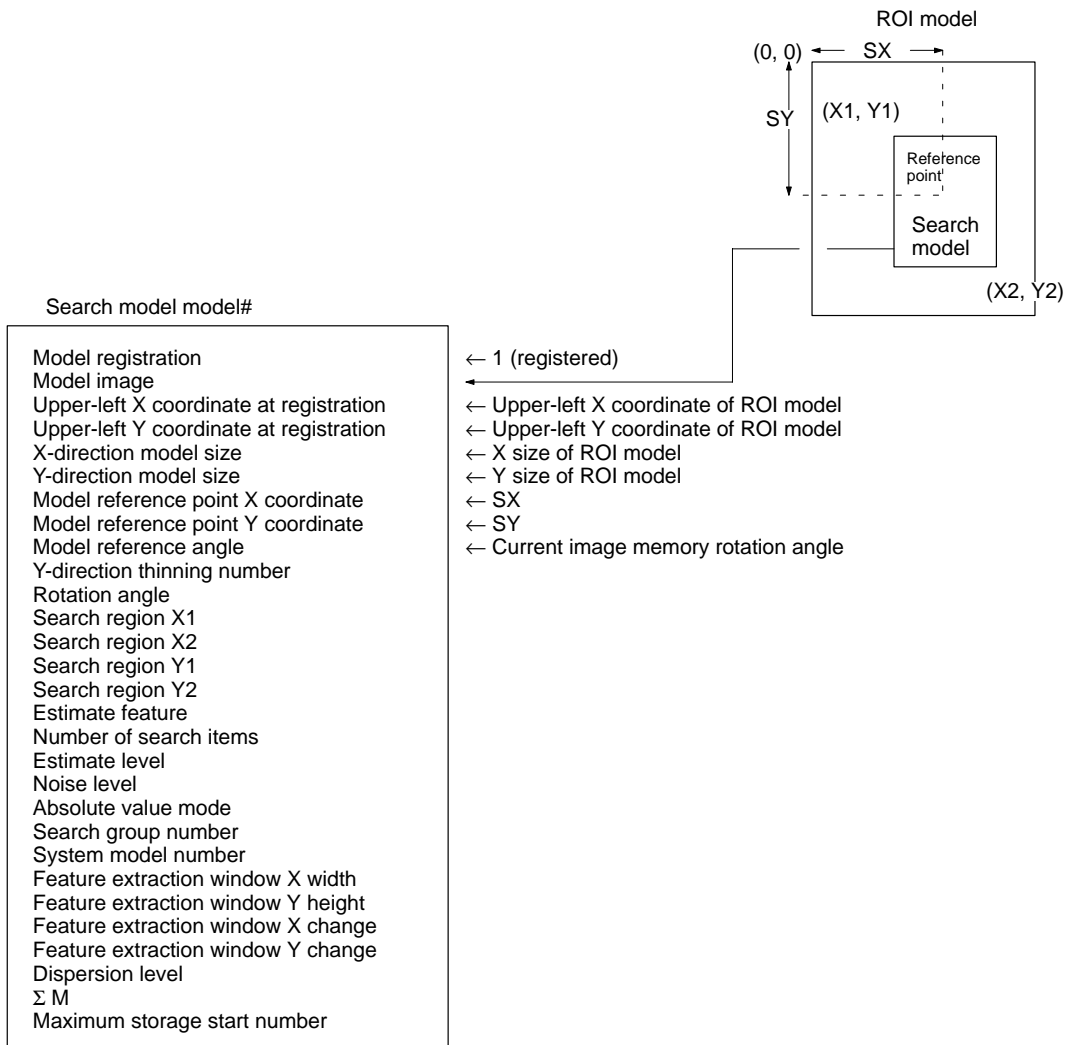 ROI model
(0, 0) SX
SY
(X1, Y1)
Reference
point
Search
model
(X2, Y2)
Search model model#
Model registration ← 1 (registered)
Model image
Upper-left X coordinate at registration ← Upper-left X coordinate of ROI model
Upper-left Y coordinate at registration ← Upper-left Y coordinate of ROI model
X-direction model size ← X size of ROI model
Y-direction model size ← Y size of ROI model
Model reference point X coordinate ← SX
Model reference point Y coordinate ← SY
Model reference angle ← Current image memory rotation angle
Y-direction thinning number
Rotation angle
Search region X1
Search region X2
Search region Y1
Search region Y2
Estimate feature
Number of search items
Estimate level
Noise level
Absolute value mode
Search group number
System model number
Feature extraction window X width
Feature extraction window Y height
Feature extraction window X change
Feature extraction window Y change
Dispersion level
Σ M
Maximum storage start number